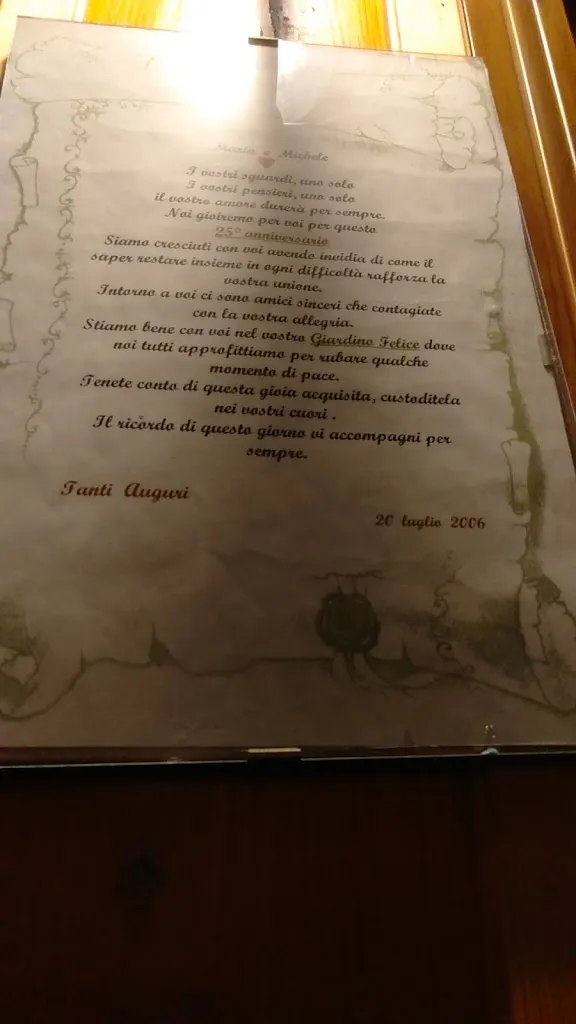 Maria e Michele
I vostri sguardi, uno solo
I vostri pensieri, uno solo
il vostro amore durerà per sempre.
Noi gioiremo per voi per questo
25° anniversario
Siamo cresciuti con voi avendo invidia di come il
saper restare insieme in ogni difficoltà rafforza la
vostra unione.
Intorno a voi ci sono amici sinceri che contagiate
con la vostra allegria.
Stiamo bene con voi nel vostro Giardino Felice dove
noi tutti approfittiamo per rubare qualche
momento di pace.
Tenete conto di questa gioia acquisita, custoditela
nei vostri cuori .
Il ricordo di questo giorno vi accompagni per
sempre.
Tanti Auguri
20 luglio 2006